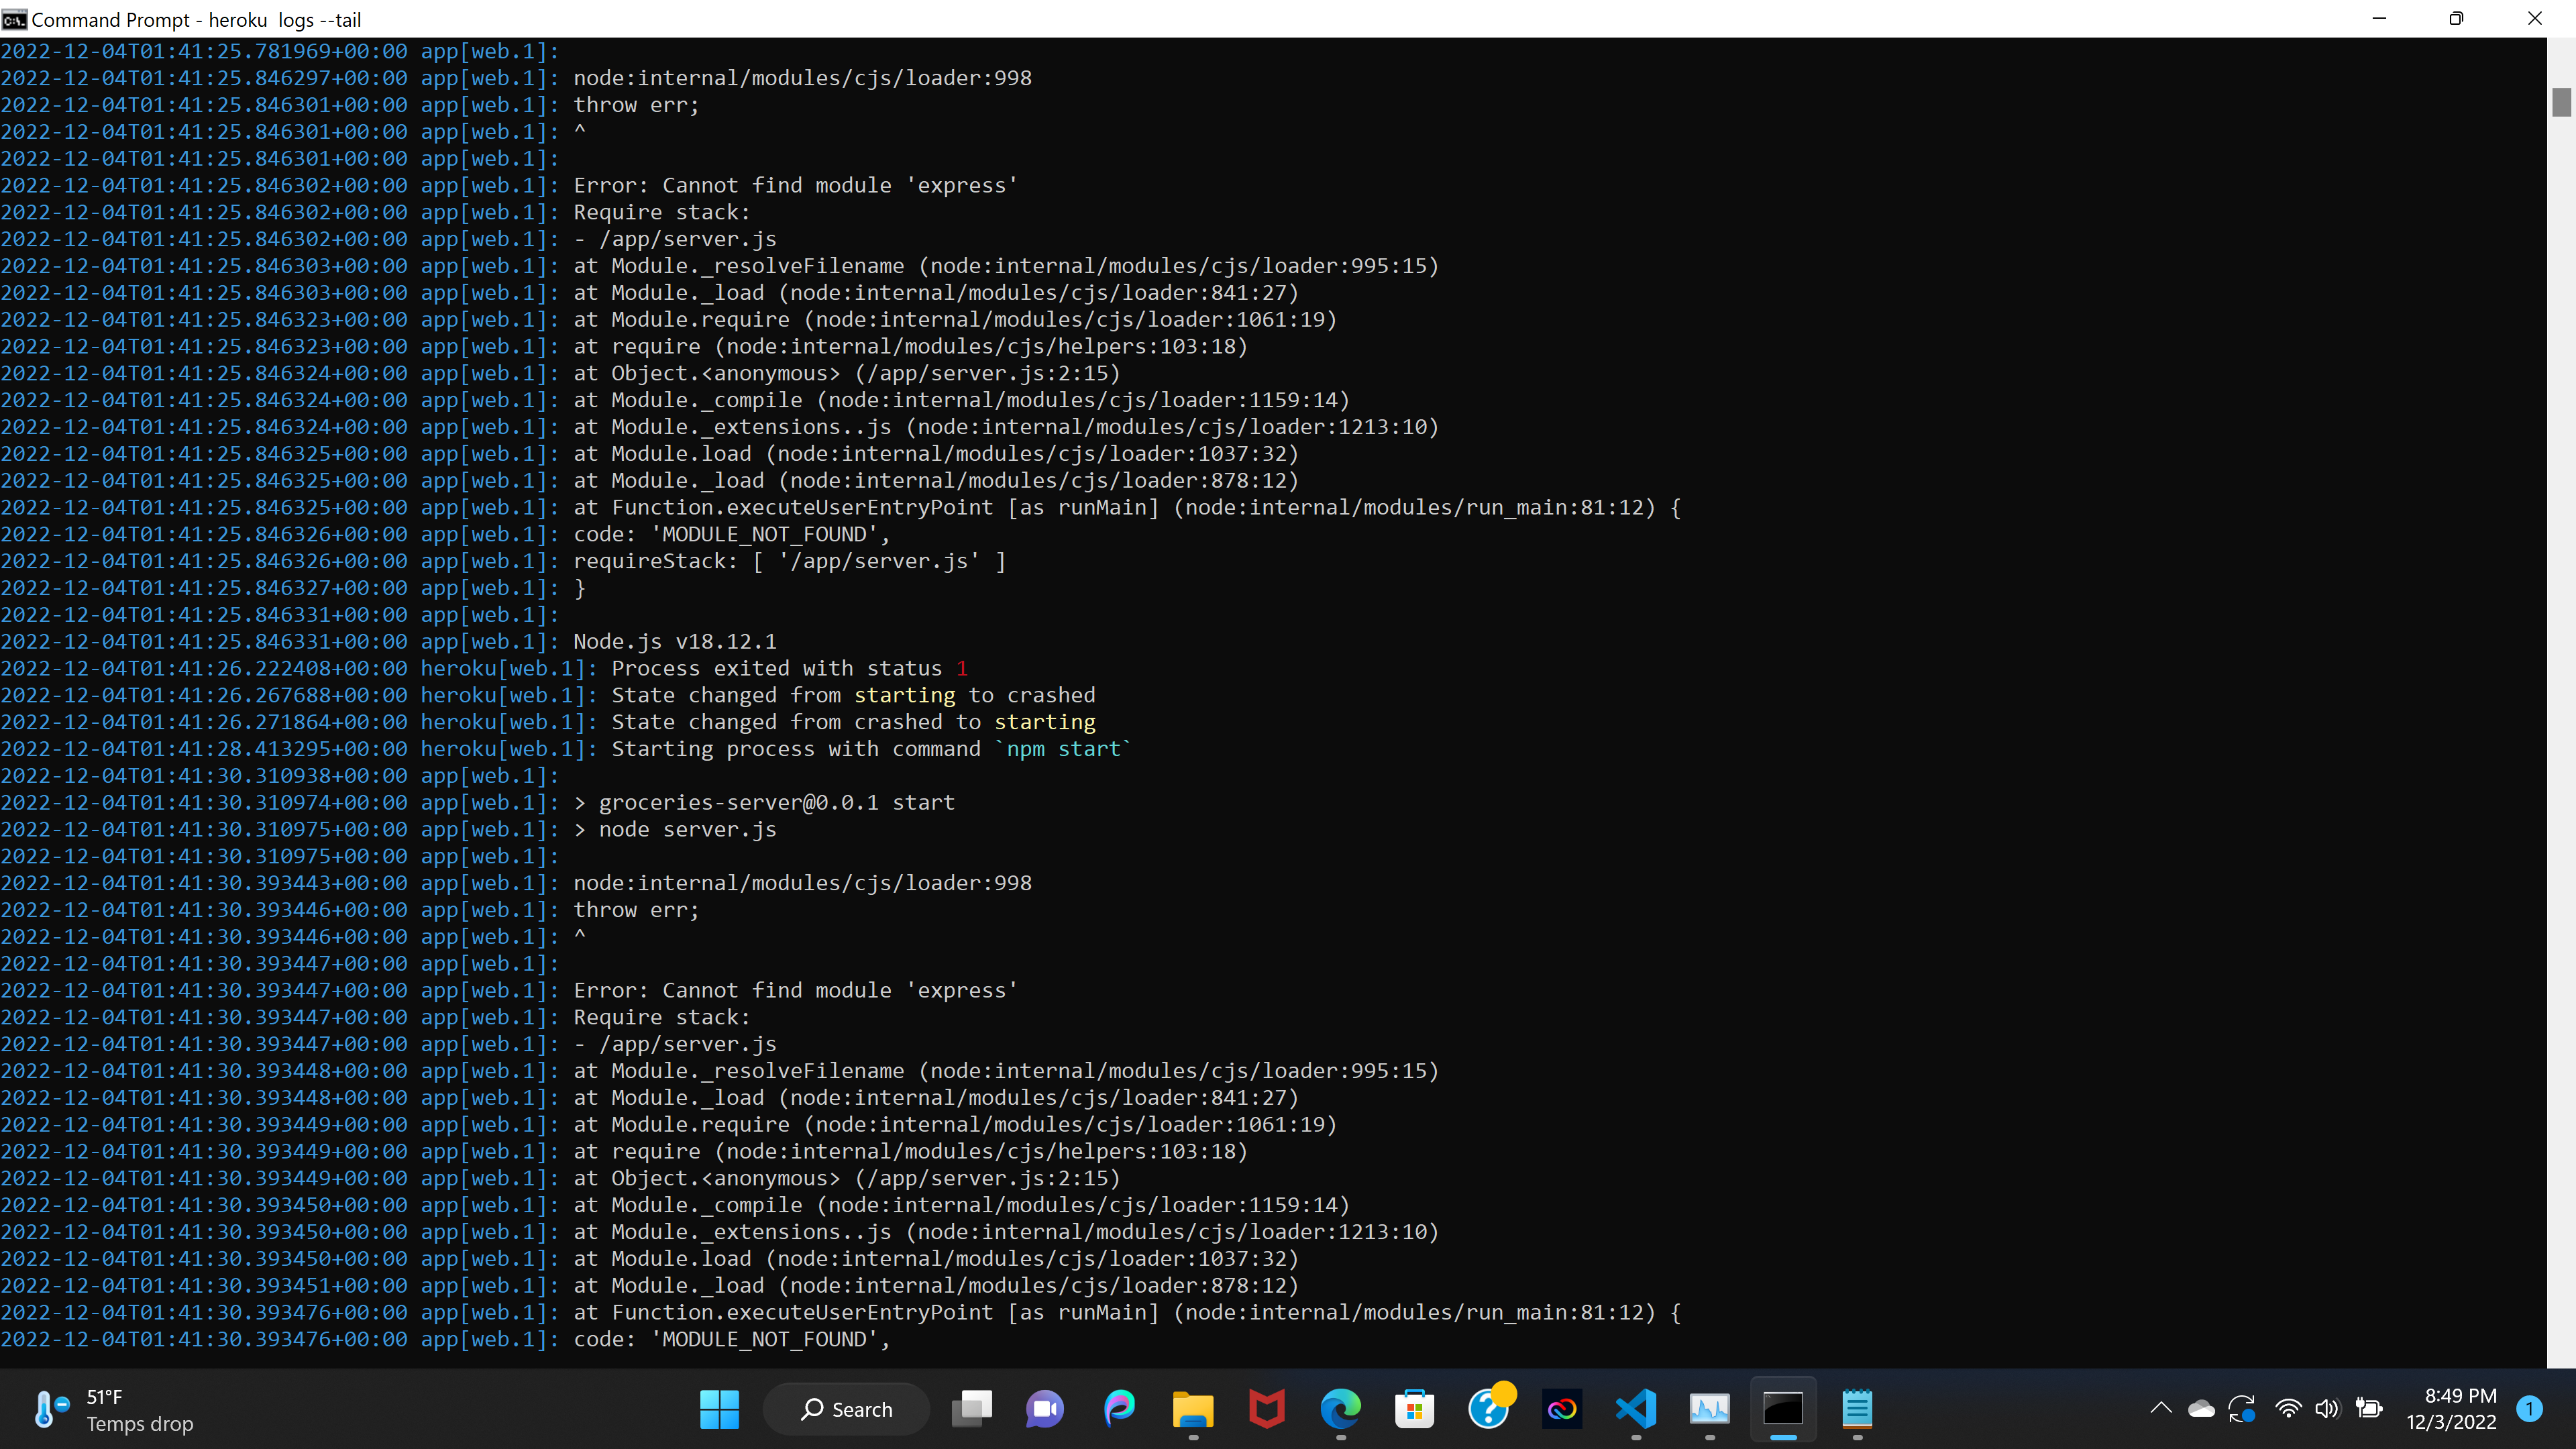 Command Prompt - heroku  logs --tail
2022-12-04T01:41:25.781969+00:00 app[web.1]:
2022-12-04T01:41:25.846297+00:00 app[web.1]: node:internal/modules/cjs/loader:998
2022-12-04T01:41:25.846301+00:00 app[web.1]: throw err;
2022-12-04T01:41:25.846301+00:00 app[web.1]: ^
2022-12-04T01:41:25.846301+00:00 app[web.1]:
2022-12-04T01:41:25.846302+00:00 app[web.1]: Error: Cannot find module 'express'
2022-12-04T01:41:25.846302+00:00 app[web.1]: Require stack:
2022-12-04T01:41:25.846302+00:00 app[web.1]: - /app/server.js
2022-12-04T01:41:25.846303+00:00 app[web.1]: at Module._resolveFilename (node:internal/modules/cjs/loader:995:15)
2022-12-04T01:41:25.846303+00:00 app[web.1]: at Module._load (node:internal/modules/cjs/loader:841:27)
2022-12-04T01:41:25.846323+00:00 app[web.1]: at Module.require (node:internal/modules/cjs/loader:1061:19)
2022-12-04T01:41:25.846323+00:00 app[web.1]: at require (node:internal/modules/cjs/helpers:103:18)
2022-12-04T01:41:25.846324+00:00 app[web.1]: at Object.<anonymous> (/app/server.js:2:15)
2022-12-04T01:41:25.846324+00:00 app[web.1]: at Module._compile (node:internal/modules/cjs/loader:1159:14)
2022-12-04T01:41:25.846324+00:00 app[web.1]: at Module._extensions..js (node:internal/modules/cjs/loader:1213:10)
2022-12-04T01:41:25.846325+00:00 app[web.1]: at Module.load (node:internal/modules/cjs/loader:1037:32)
2022-12-04T01:41:25.846325+00:00 app[web.1]: at Module._load (node:internal/modules/cjs/loader:878:12)
2022-12-04T01:41:25.846325+00:00 app[web.1]: at Function.executeUserEntryPoint [as runMain] (node:internal/modules/run_main:81:12) {
2022-12-04T01:41:25.846326+00:00 app[web.1]: code: 'MODULE_NOT_FOUND',
2022-12-04T01:41:25.846326+00:00 app[web.1]: requireStack: [ '/app/server.js' ]
2022-12-04T01:41:25.846327+00:00 app[web.1]: }
2022-12-04T01:41:25.846331+00:00 app[web.1]:
2022-12-04T01:41:25.846331+00:00 app[web.1]: Node.js v18.12.1
2022-12-04T01:41:26.222408+00:00 heroku[web.1]: Process exited with status 1
2022-12-04T01:41:26.267688+00:00 heroku[web.1]: State changed from starting to crashed
2022-12-04T01:41:26.271864+00:00 heroku[web.1]: State changed from crashed to starting
2022-12-04T01:41:28.413295+00:00 heroku[web.1]: Starting process with command `npm start`
2022-12-04T01:41:30.310938+00:00 app[web.1]:
2022-12-04T01:41:30.310974+00:00 app[web.1]: > groceries-server@0.0.1 start
2022-12-04T01:41:30.310975+00:00 app[web.1]: > node server.js
2022-12-04T01:41:30.310975+00:00 app[web.1]:
2022-12-04T01:41:30.393443+00:00 app[web.1]: node:internal/modules/cjs/loader:998
2022-12-04T01:41:30.393446+00:00 app[web.1]: throw err;
2022-12-04T01:41:30.393446+00:00 app[web.1]: ^
2022-12-04T01:41:30.393447+00:00 app[web.1]:
2022-12-04T01:41:30.393447+00:00 app[web.1]: Error: Cannot find module 'express'
2022-12-04T01:41:30.393447+00:00 app[web.1]: Require stack:
2022-12-04T01:41:30.393447+00:00 app[web.1]: - /app/server.js
2022-12-04T01:41:30.393448+00:00 app[web.1]: at Module._resolveFilename (node:internal/modules/cjs/loader:995:15)
2022-12-04T01:41:30.393448+00:00 app[web.1]: at Module._load (node:internal/modules/cjs/loader:841:27)
2022-12-04T01:41:30.393449+00:00 app[web.1]: at Module.require (node:internal/modules/cjs/loader:1061:19)
2022-12-04T01:41:30.393449+00:00 app[web.1]: at require (node:internal/modules/cjs/helpers:103:18)
2022-12-04T01:41:30.393449+00:00 app[web.1]: at Object.<anonymous> (/app/server.js:2:15)
2022-12-04T01:41:30.393450+00:00 app[web.1]: at Module._compile (node:internal/modules/cjs/loader:1159:14)
2022-12-04T01:41:30.393450+00:00 app[web.1]: at Module._extensions..js (node:internal/modules/cjs/loader:1213:10)
2022-12-04T01:41:30.393450+00:00 app[web.1]: at Module.load (node:internal/modules/cjs/loader:1037:32)
2022-12-04T01:41:30.393451+00:00 app[web.1]: at Module._load (node:internal/modules/cjs/loader:878:12)
2022-12-04T01:41:30.393476+00:00 app[web.1]: at Function.executeUserEntryPoint [as runMain] (node:internal/modules/run_main:81:12) {
2022-12-04T01:41:30.393476+00:00 app[web.1]: code: 'MODULE_NOT_FOUND',
51°F
Temps drop
Search
8:49 PM
12/3/2022
1